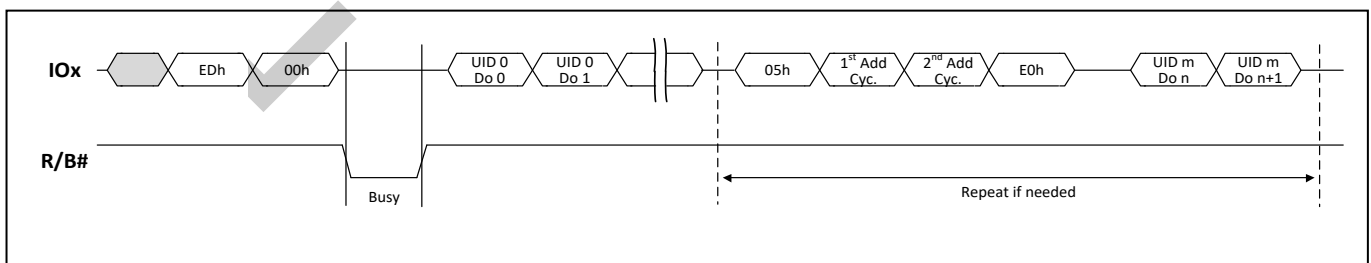 IOx
EDh
00h
UID 0
Do 0
UID 0
Do 1
05h
1st Add
Cyc.
2nd Add
Cyc.
E0h
UID m
Do n
UID m
Do n+1
R/B#
Busy
Repeat if needed